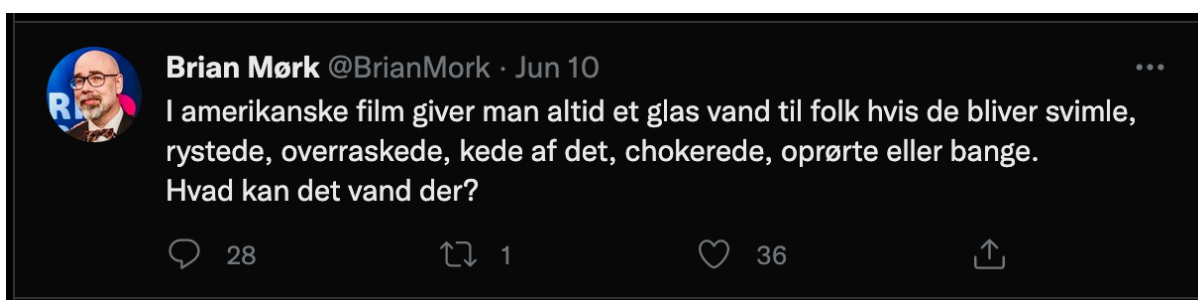 Brian Mørk @BrianMork · Jun 10
I amerikanske film giver man altid et glas vand til folk hvis de bliver svimle,
rystede, overraskede, kede af det, chokerede, oprørte eller bange.
Hvad kan det vand der?
28 1 36